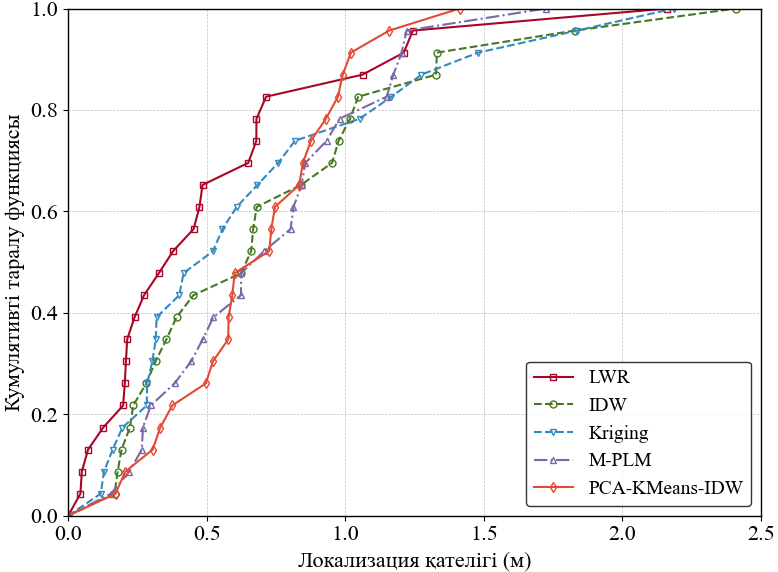 Кумулятивті таралу функциясы
1.0
0.8
0.6
0.4
0.2
0.0
0.0 0.5 1.0 1.5 2.0 2.5
Локализация қателігі (м)
LWR
IDW
Kriging
M-PLM
PCA-KMeans-IDW